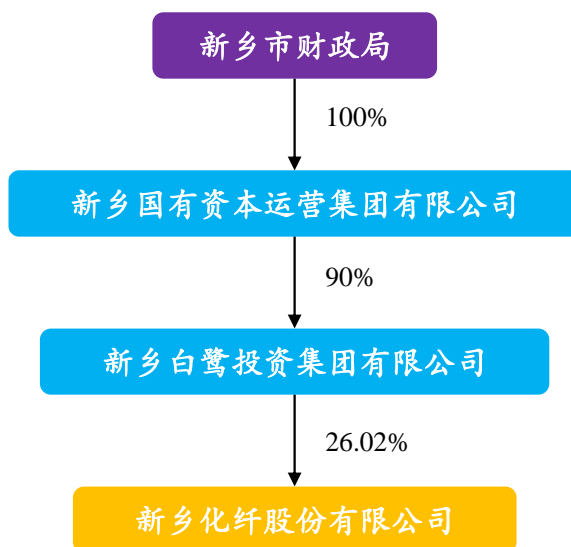 新乡市财政局
100%
新乡国有资本运营集团有限公司
90%
新乡白鹭投资集团有限公司
26.02%
新乡化纤股份有限公司